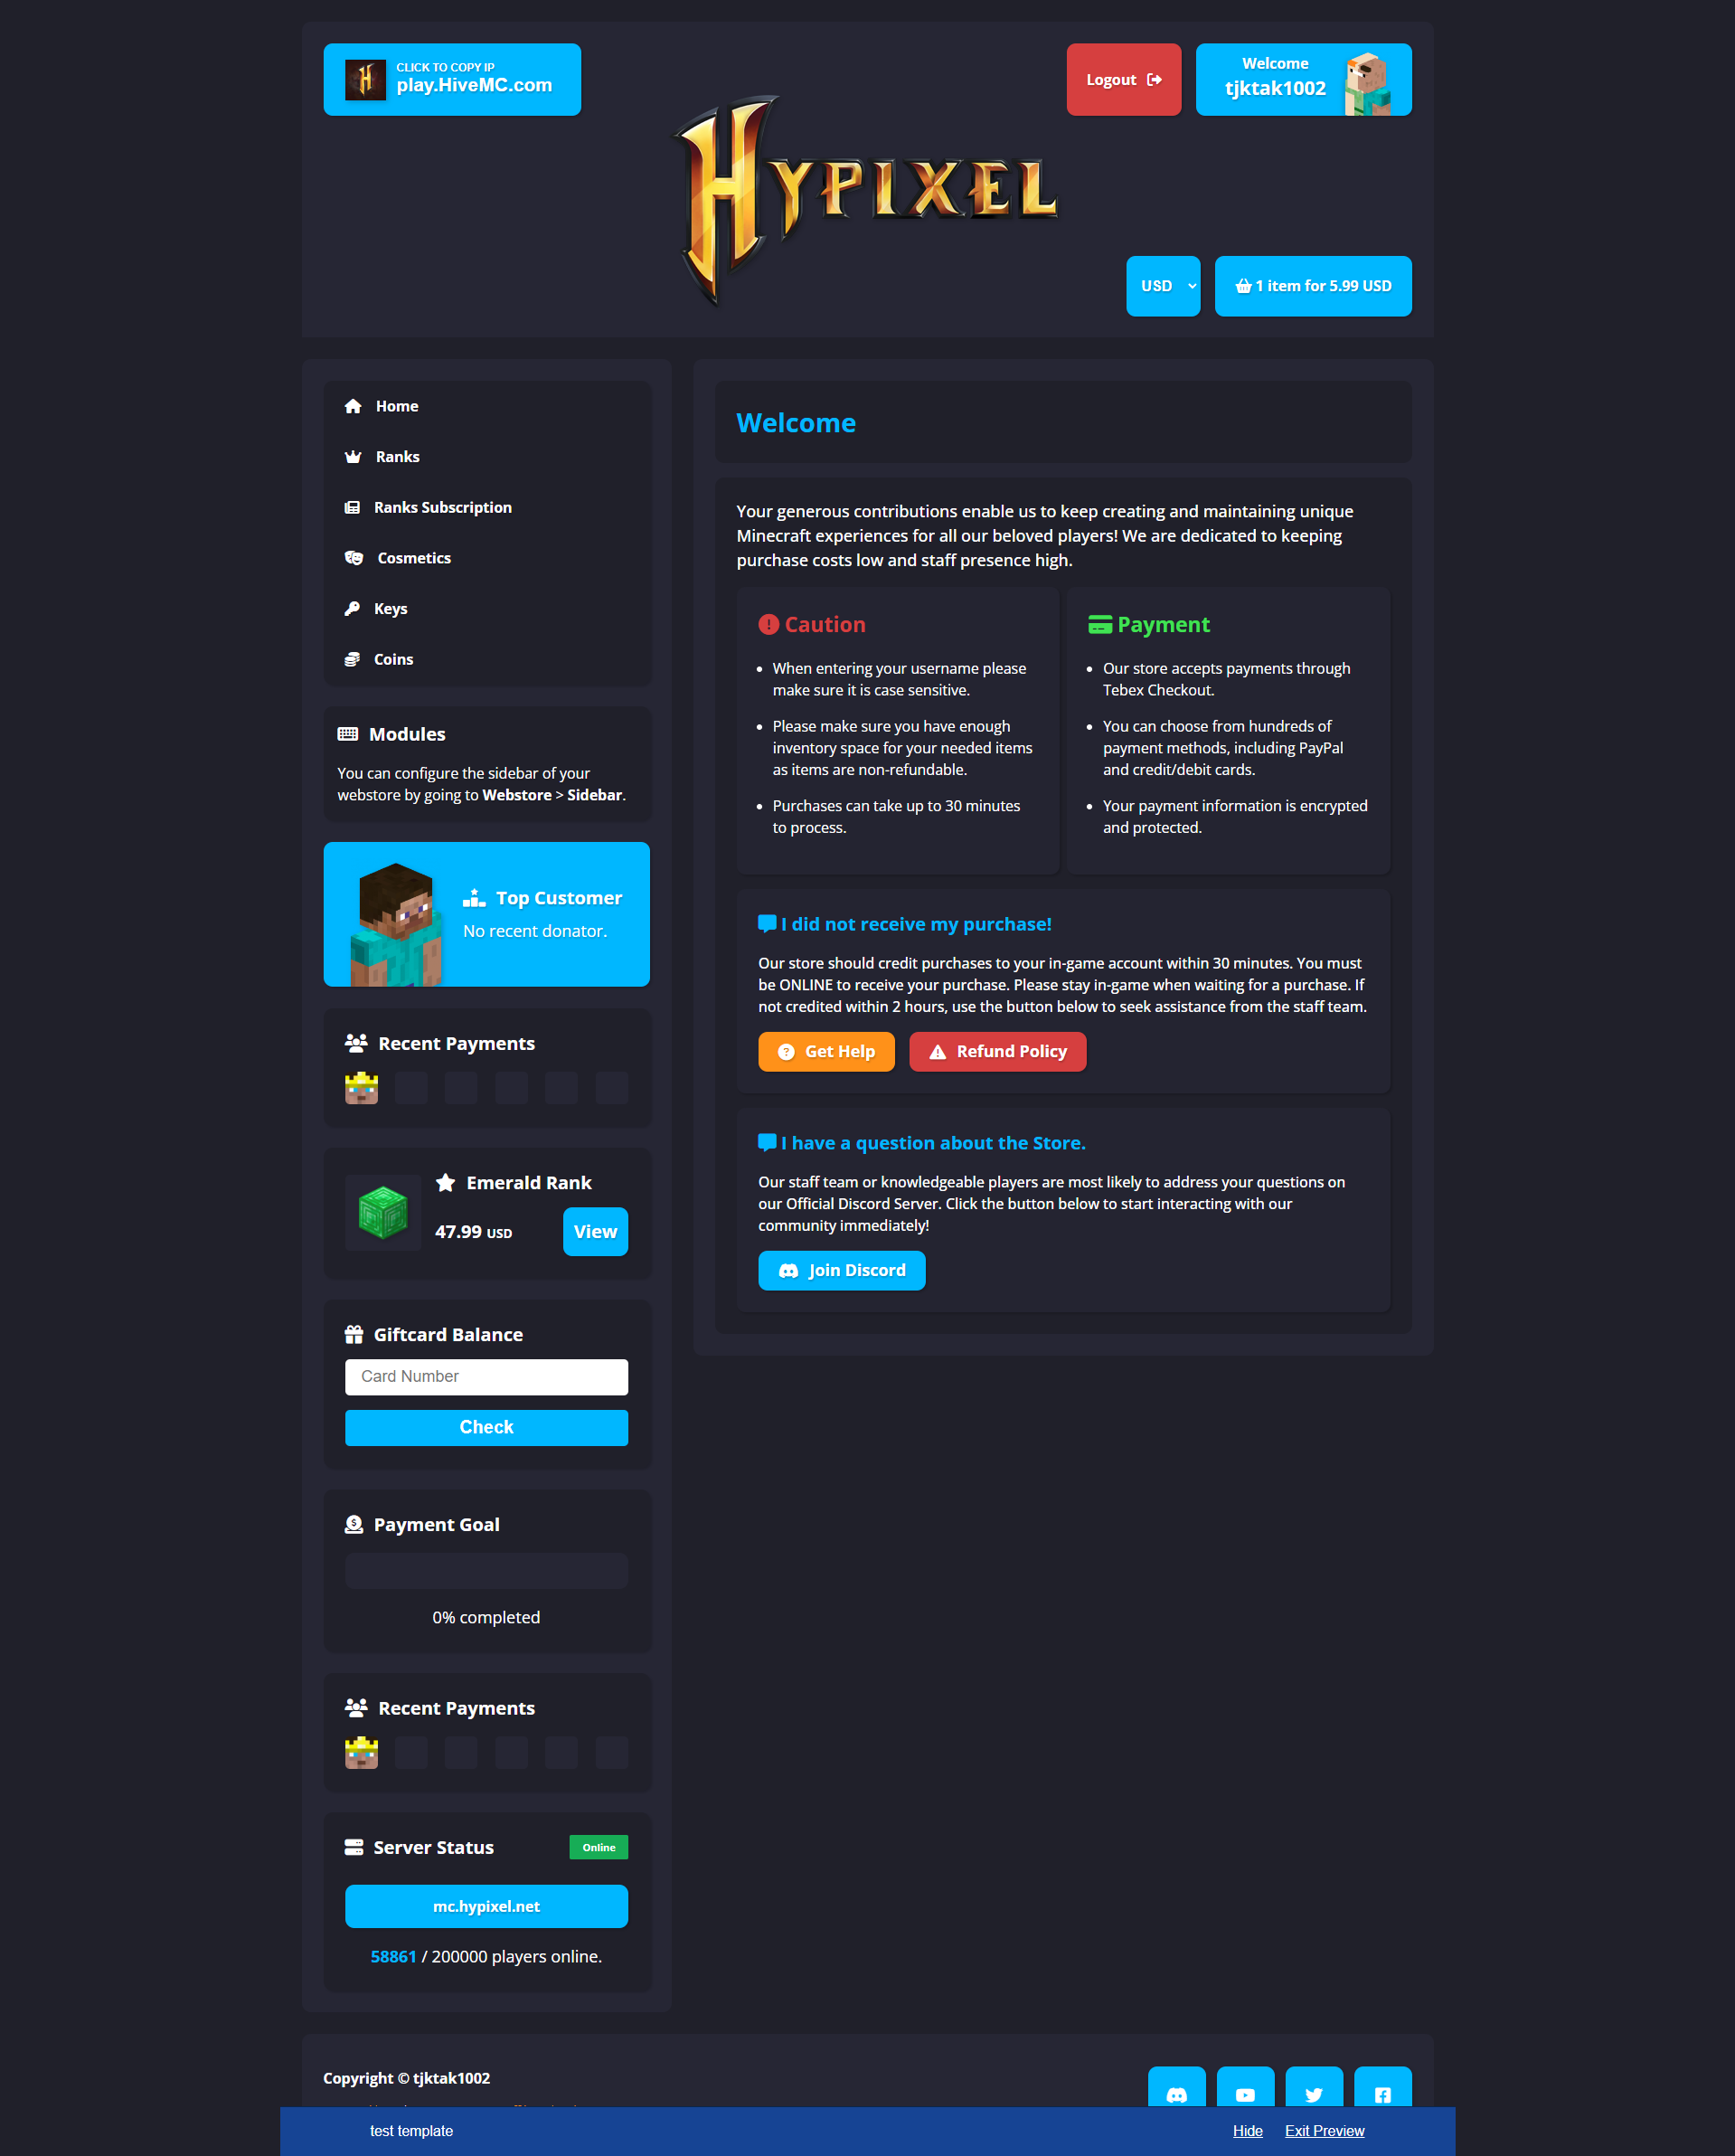 CLICK TO COPY IP
play.HiveMC.com
Logout
Welcome
tjktak1002
HYPIXEL
USD
1 item for 5.99 USD
Home
Ranks
Ranks Subscription
Cosmetics
Keys
Coins
Modules
You can configure the sidebar of your
webstore by going to Webstore > Sidebar.
Top Customer
No recent donator.
Recent Payments
Emerald Rank
47.99 USD
View
Giftcard Balance
Card Number
Check
Payment Goal
0% completed
Recent Payments
Server Status
Online
mc.hypixel.net
58861 / 200000 players online.
Welcome
Your generous contributions enable us to keep creating and maintaining unique
Minecraft experiences for all our beloved players! We are dedicated to keeping
purchase costs low and staff presence high.
Caution
• When entering your username please
make sure it is case sensitive.
• Please make sure you have enough
inventory space for your needed items
as items are non-refundable.
• Purchases can take up to 30 minutes
to process.
Payment
• Our store accepts payments through
Tebex Checkout.
• You can choose from hundreds of
payment methods, including PayPal
and credit/debit cards.
• Your payment information is encrypted
and protected.
I did not receive my purchase!
Our store should credit purchases to your in-game account within 30 minutes. You must
be ONLINE to receive your purchase. Please stay in-game when waiting for a purchase. If
not credited within 2 hours, use the button below to seek assistance from the staff team.
Get Help
Refund Policy
I have a question about the Store.
Our staff team or knowledgeable players are most likely to address your questions on
our Official Discord Server. Click the button below to start interacting with our
community immediately!
Join Discord
Copyright © tjktak1002
test template
Hide
Exit Preview